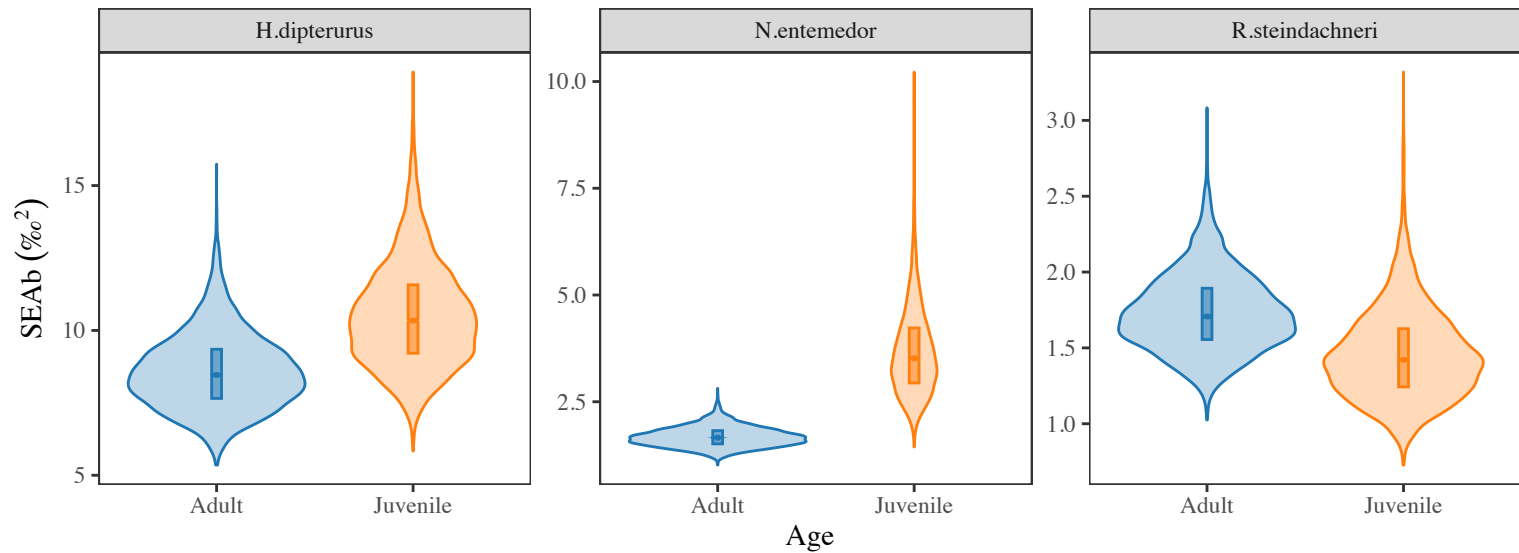 H.dipterurus
N.entemedor
R.steindachneri
SEAb (‰²)
15
10
5
10.0
7.5
5.0
2.5
3.0
2.5
2.0
1.5
1.0
Adult
Juvenile
Adult
Juvenile
Adult
Juvenile
Age